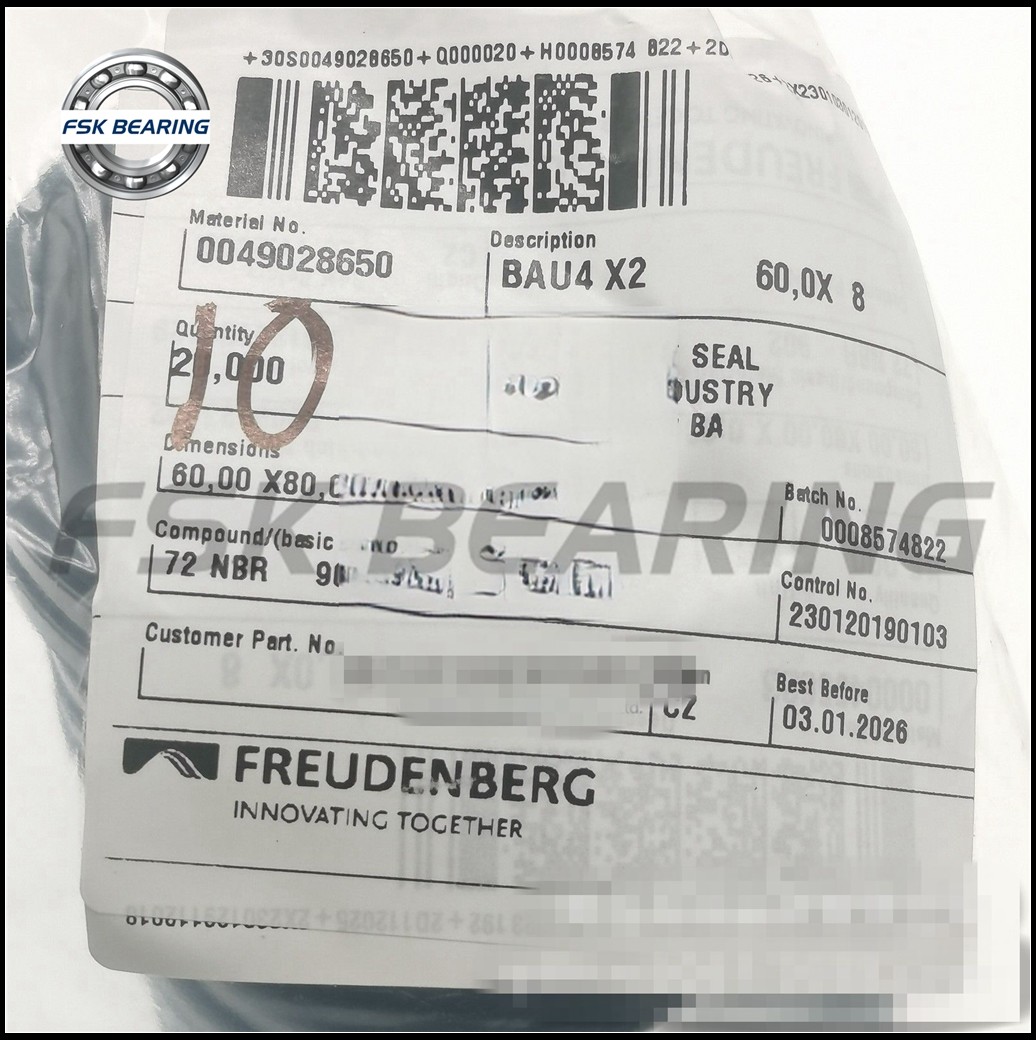 +30S0049028650+Q000020+H0008574 822+2D
FSK BEARING
Material No.
0049028650
Description
BAU4 X2 60,0X 8
Quantity
2 ,000
10
SEAL
USTRY
BA
Dimensions
60,00 X80,
FSK BEARING
Batch No.
0008574822
Compound/(basic
72 NBR
Control No.
230120190103
Customer Part. No.
CZ
Best Before
03.01.2026
FREUDENBERG
INNOVATING TOGETHER